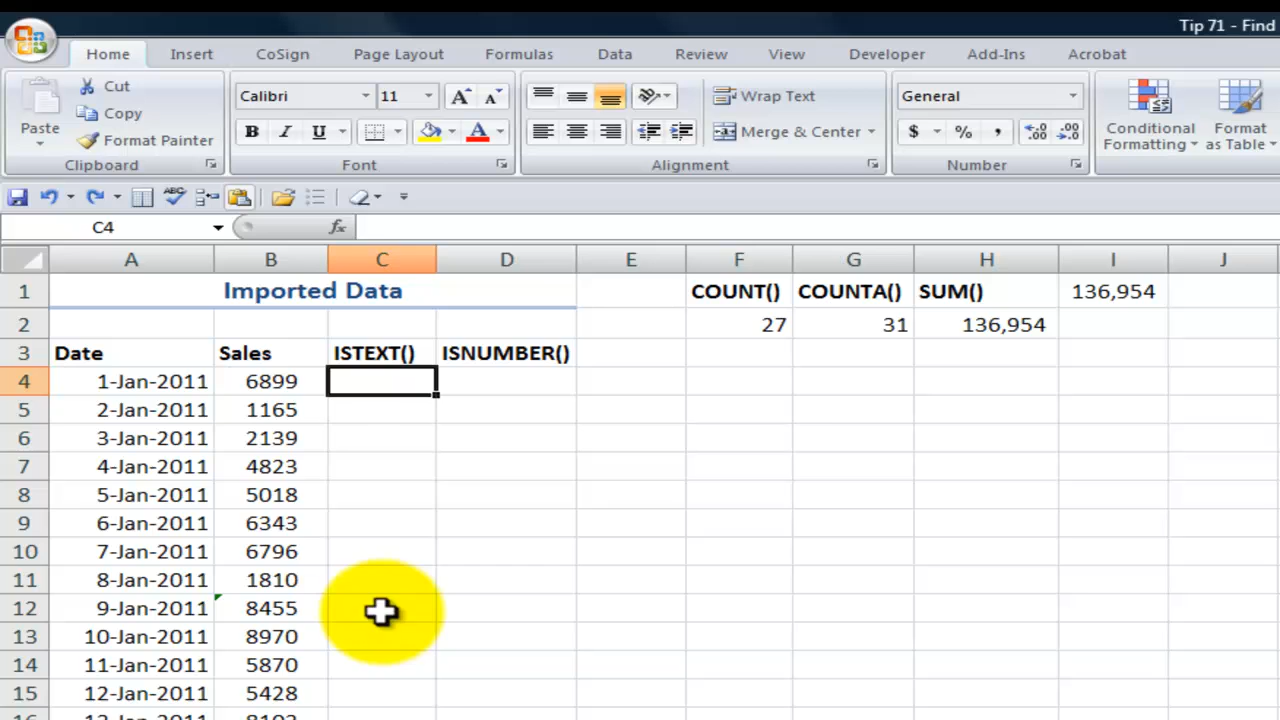 Tip 71 - Find
Home Insert CoSign Page Layout Formulas Data Review View Developer Add-Ins Acrobat
Paste Cut Copy Format Painter
Calibri 11 A A
B I U A
Wrap Text
Merge & Center
General
$ % , .0 .00 .00 .0
Conditional Formatting
Format as Table
Clipboard Font Alignment Number
ABC
C4 fx
A B C D E F G H I J
1 Imported Data COUNT() COUNTA() SUM() 136,954
2 27 31 136,954
3 Date Sales ISTEXT() ISNUMBER()
4 1-Jan-2011 6899
5 2-Jan-2011 1165
6 3-Jan-2011 2139
7 4-Jan-2011 4823
8 5-Jan-2011 5018
9 6-Jan-2011 6343
10 7-Jan-2011 6796
11 8-Jan-2011 1810
12 9-Jan-2011 8455
13 10-Jan-2011 8970
14 11-Jan-2011 5870
15 12-Jan-2011 5428